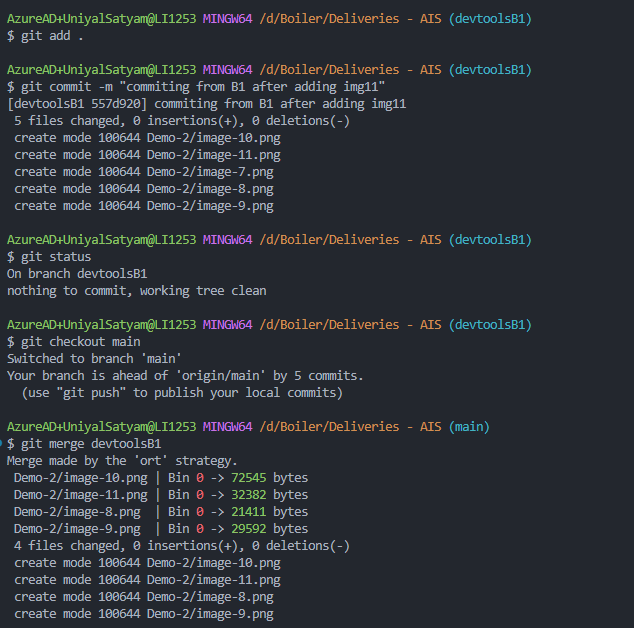 AzureAD+UniyalSatyam@LI1253 MINGW64 /d/Boiler/Deliveries - AIS (devtoolsB1)
$ git add .
AzureAD+UniyalSatyam@LI1253 MINGW64 /d/Boiler/Deliveries - AIS (devtoolsB1)
$ git commit -m "commiting from B1 after adding img11"
[devtoolsB1 557d920] commiting from B1 after adding img11
5 files changed, 0 insertions(+), 0 deletions(-)
create mode 100644 Demo-2/image-10.png
create mode 100644 Demo-2/image-11.png
create mode 100644 Demo-2/image-7.png
create mode 100644 Demo-2/image-8.png
create mode 100644 Demo-2/image-9.png
AzureAD+UniyalSatyam@LI1253 MINGW64 /d/Boiler/Deliveries - AIS (devtoolsB1)
$ git status
On branch devtoolsB1
nothing to commit, working tree clean
AzureAD+UniyalSatyam@LI1253 MINGW64 /d/Boiler/Deliveries - AIS (devtoolsB1)
$ git checkout main
Switched to branch 'main'
Your branch is ahead of 'origin/main' by 5 commits.
(use "git push" to publish your local commits)
AzureAD+UniyalSatyam@LI1253 MINGW64 /d/Boiler/Deliveries - AIS (main)
$ git merge devtoolsB1
Merge made by the 'ort' strategy.
Demo-2/image-10.png | Bin 0 -> 72545 bytes
Demo-2/image-11.png | Bin 0 -> 32382 bytes
Demo-2/image-8.png | Bin 0 -> 21411 bytes
Demo-2/image-9.png | Bin 0 -> 29592 bytes
4 files changed, 0 insertions(+), 0 deletions(-)
create mode 100644 Demo-2/image-10.png
create mode 100644 Demo-2/image-11.png
create mode 100644 Demo-2/image-8.png
create mode 100644 Demo-2/image-9.png